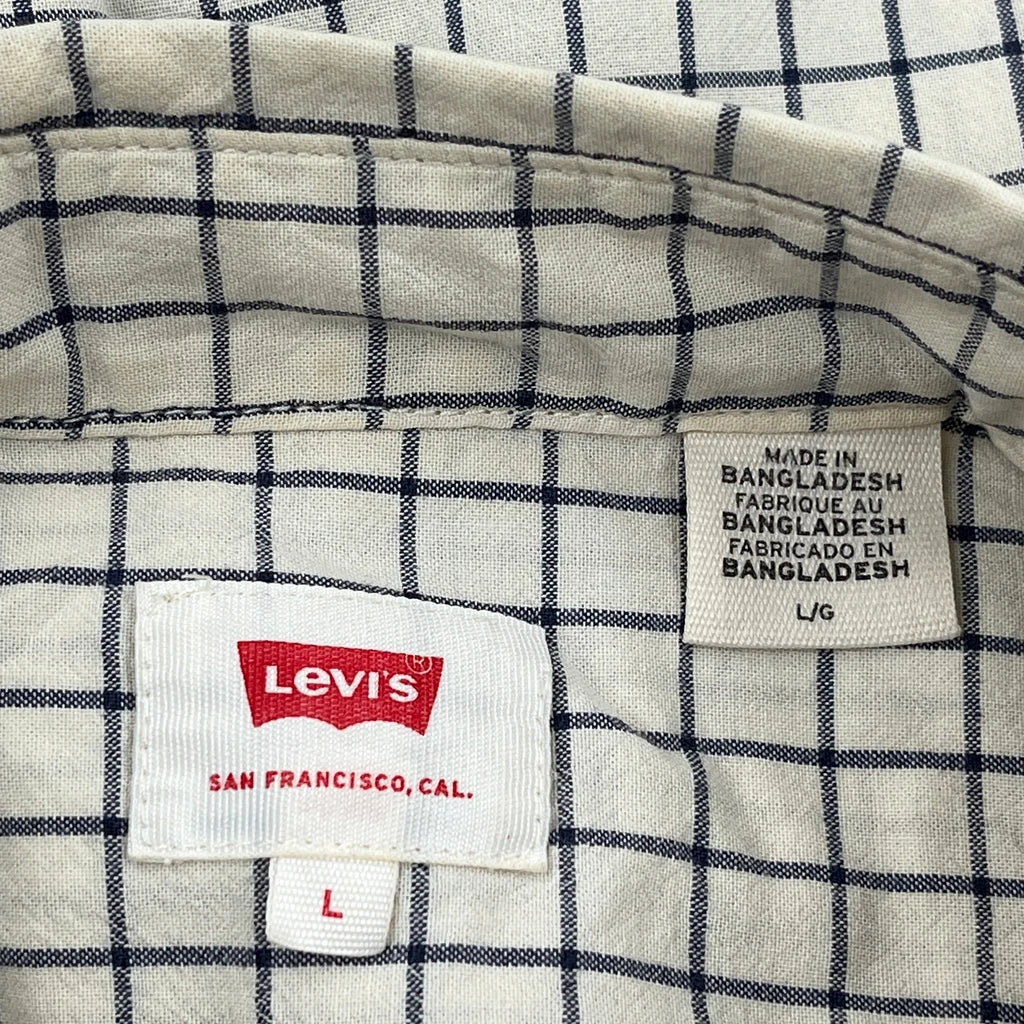 MADE IN
BANGLADESH
FABRIQUE AU
BANGLADESH
FABRICADO EN
BANGLADESH
L/G
LeVI'S®
SAN FRANCISCO, CAL.
L